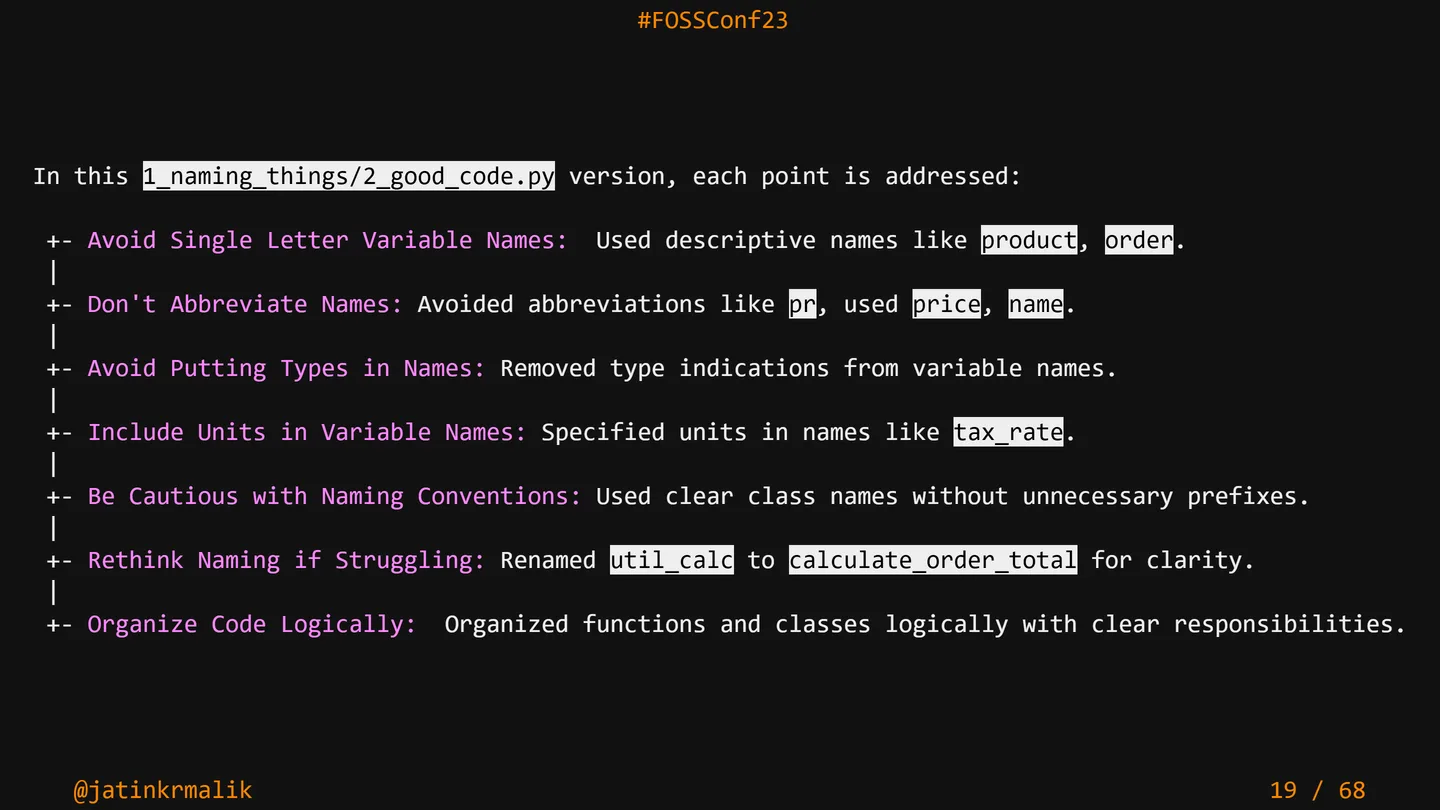 #FOSSConf23
In this 1_naming_things/2_good_code.py version, each point is addressed:
+- Avoid Single Letter Variable Names:  Used descriptive names like product, order.
|
+- Don't Abbreviate Names: Avoided abbreviations like pr, used price, name.
|
+- Avoid Putting Types in Names: Removed type indications from variable names.
|
+- Include Units in Variable Names: Specified units in names like tax_rate.
|
+- Be Cautious with Naming Conventions: Used clear class names without unnecessary prefixes.
|
+- Rethink Naming if Struggling: Renamed util_calc to calculate_order_total for clarity.
|
+- Organize Code Logically:  Organized functions and classes logically with clear responsibilities.
@jatinkrmalik 19 / 68